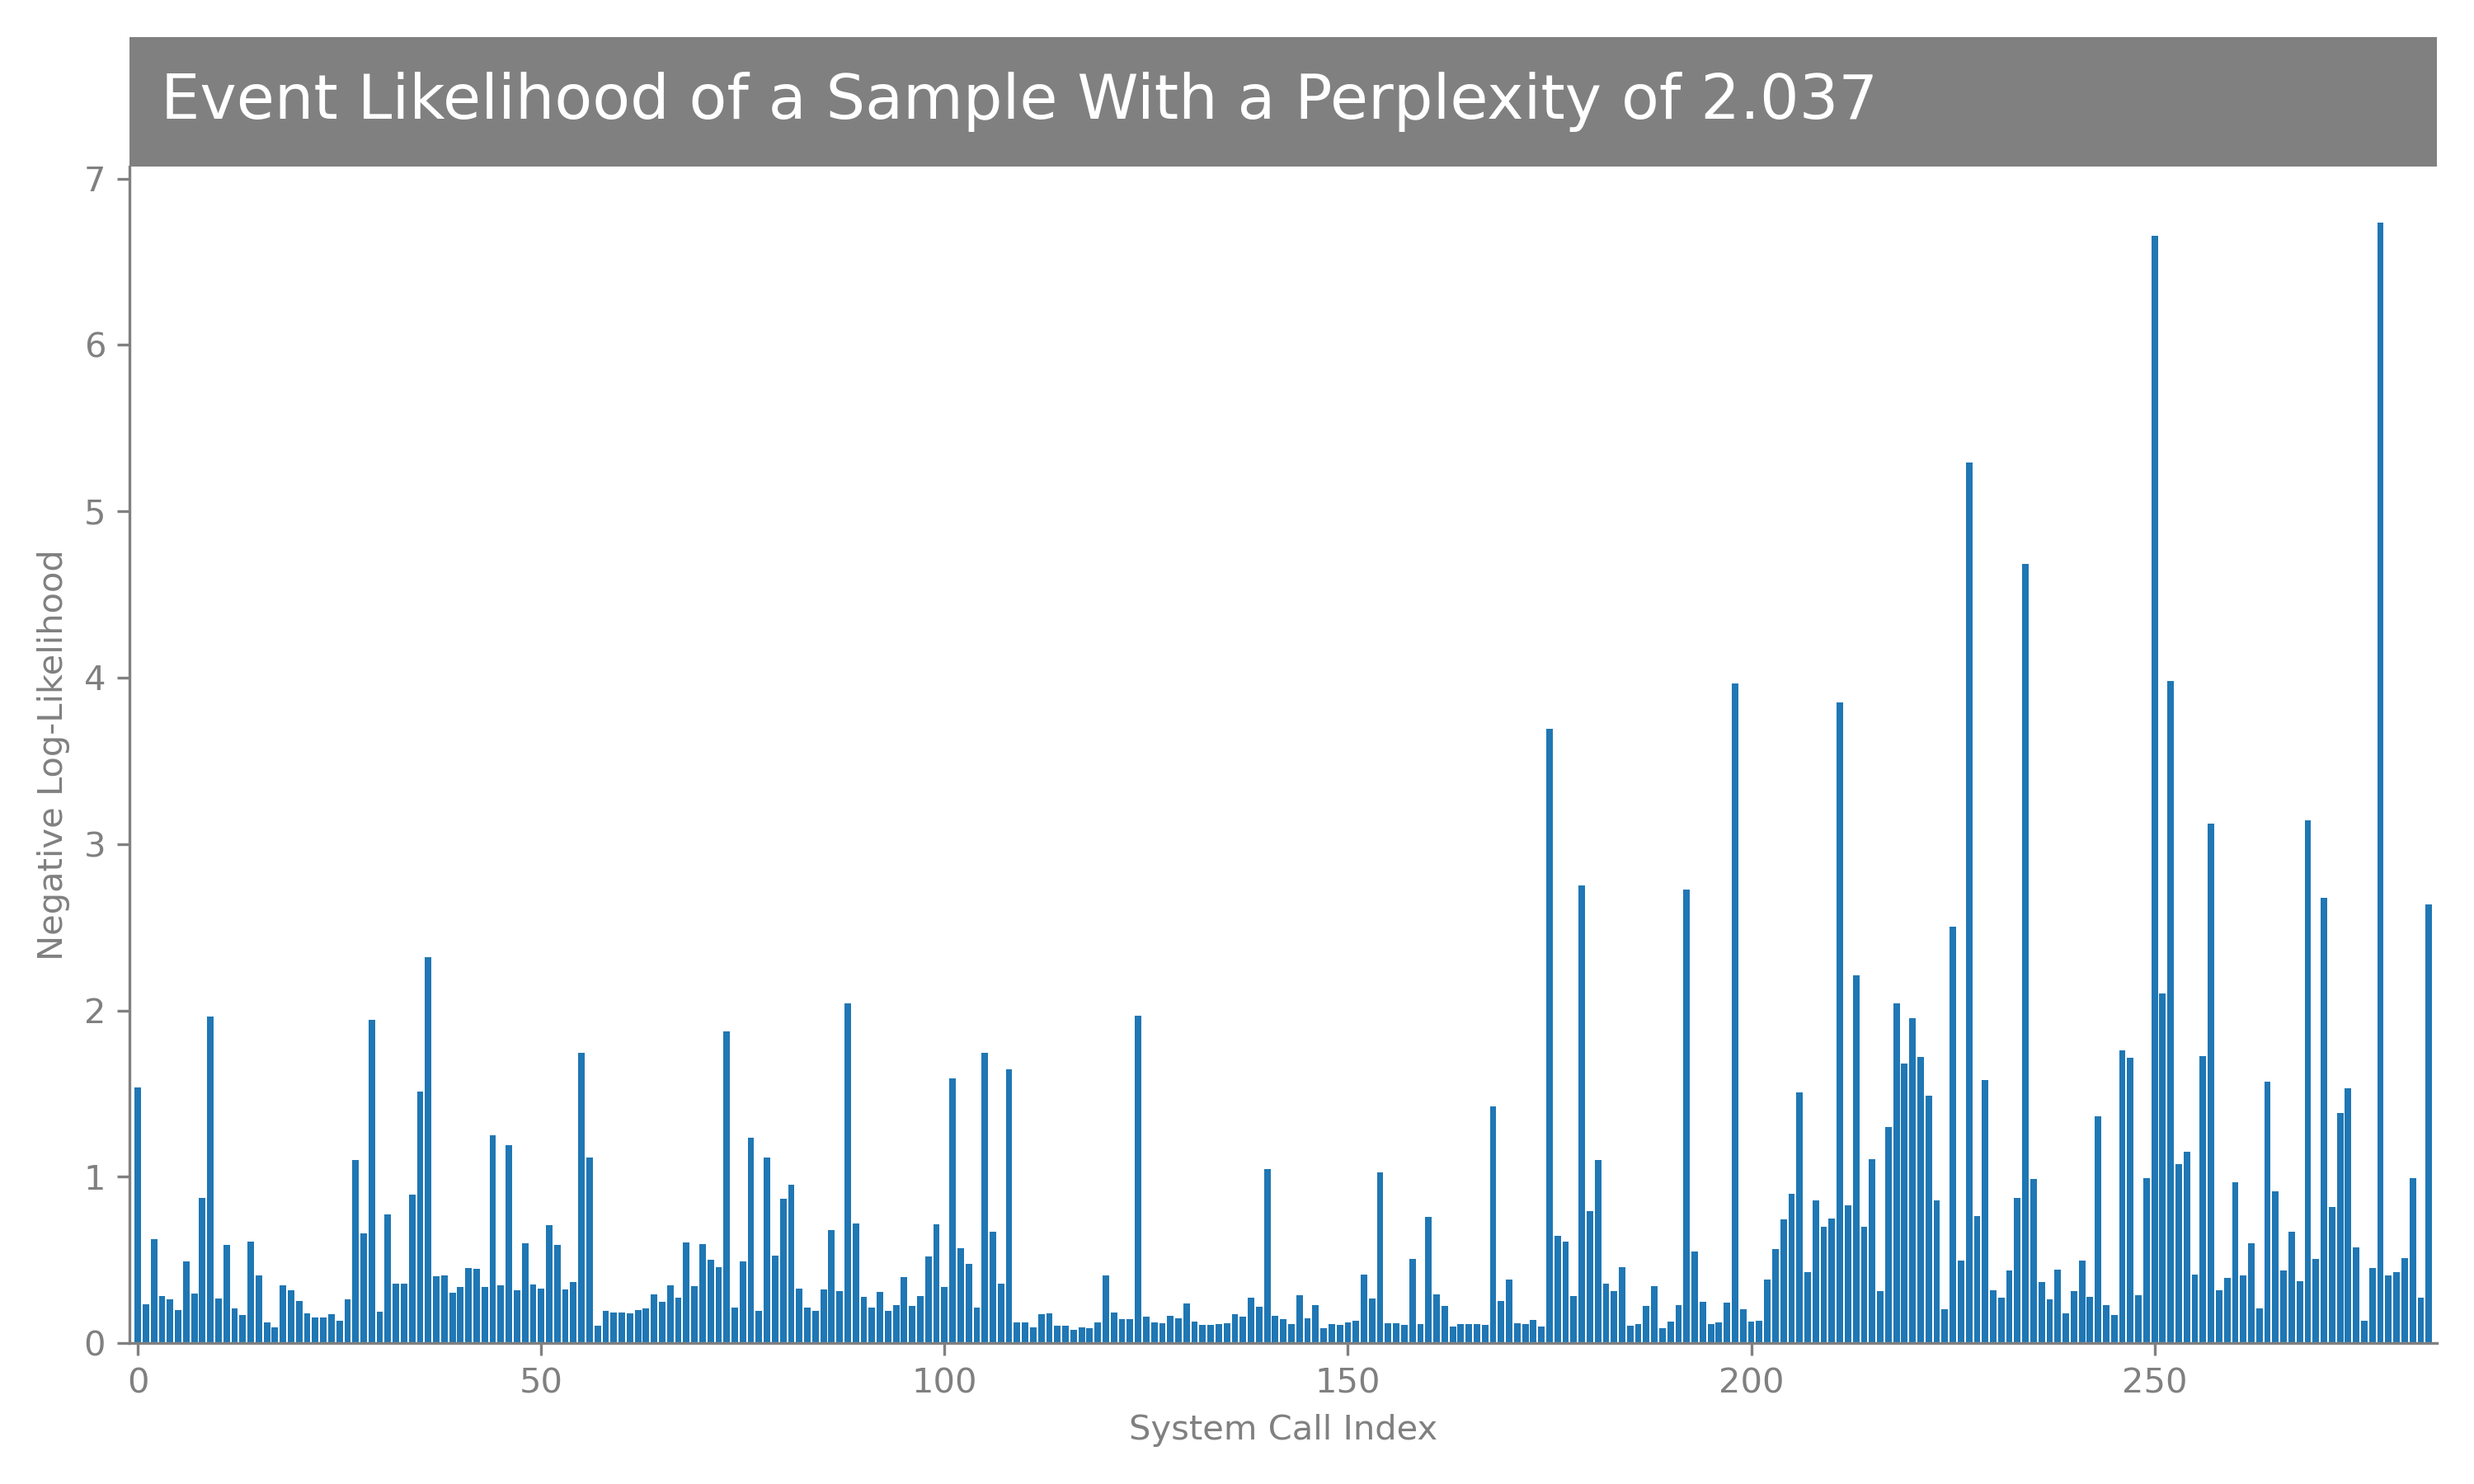 Event Likelihood of a Sample With a Perplexity of 2.037
7
6
5
4
3
2
1
0
Negative Log-Likelihood
0 50 100 150 200 250
System Call Index